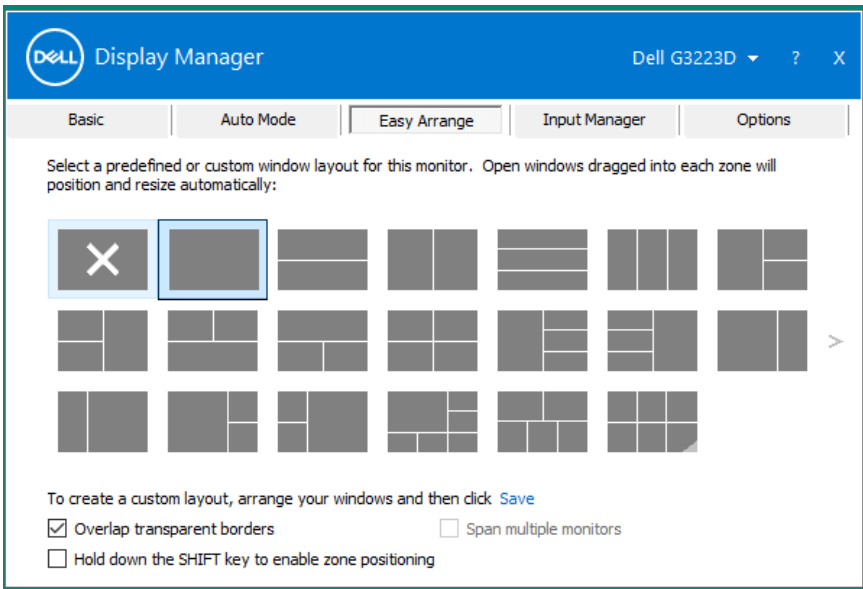 DELL Display Manager Dell G3223D ? X
Basic Auto Mode Easy Arrange Input Manager Options
Select a predefined or custom window layout for this monitor. Open windows dragged into each zone will
position and resize automatically:
>
To create a custom layout, arrange your windows and then click Save
Overlap transparent borders Span multiple monitors
Hold down the SHIFT key to enable zone positioning